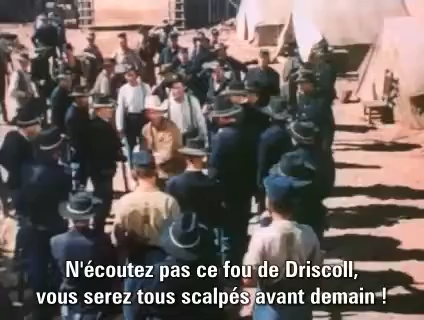 N'écoutez pas ce fou de Driscoll,
vous serez tous scalpés avant demain !